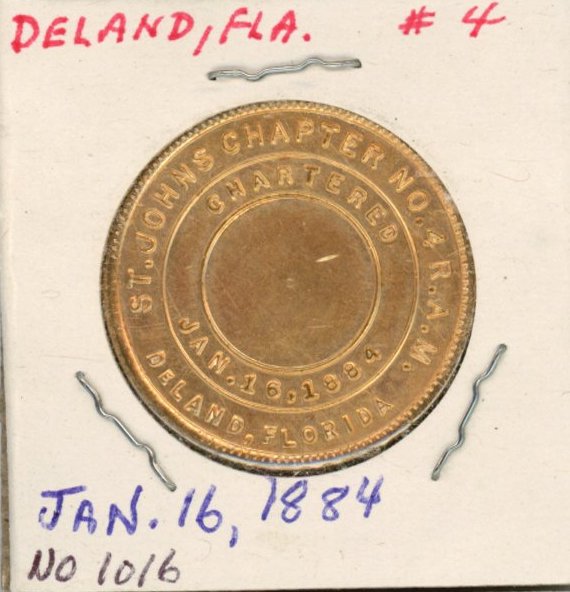 DELAND, FLA. # 4
ST. JOHNS CHAPTER NO. 4 R.A.M.
CHARTERED
JAN. 16, 1884
DELAND, FLORIDA
JAN. 16, 1884
NO 1016